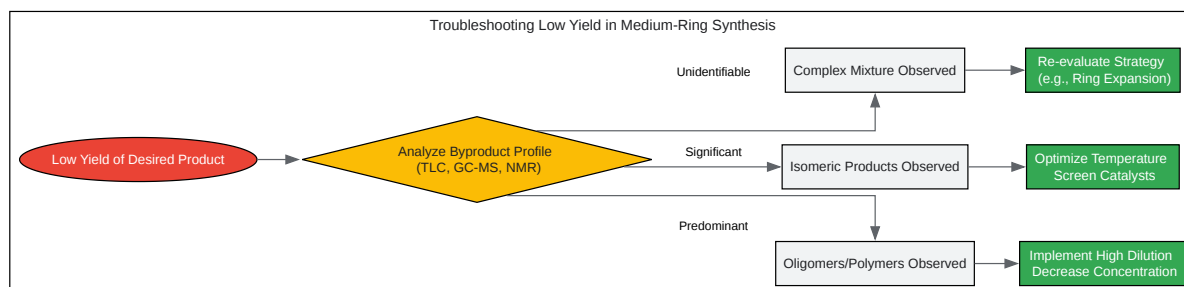 Troubleshooting Low Yield in Medium-Ring Synthesis
Low Yield of Desired Product
Analyze Byproduct Profile
(TLC, GC-MS, NMR)
Unidentifiable
Complex Mixture Observed
Re-evaluate Strategy
(e.g., Ring Expansion)
Significant
Isomeric Products Observed
Optimize Temperature
Screen Catalysts
Predominant
Oligomers/Polymers Observed
Implement High Dilution
Decrease Concentration